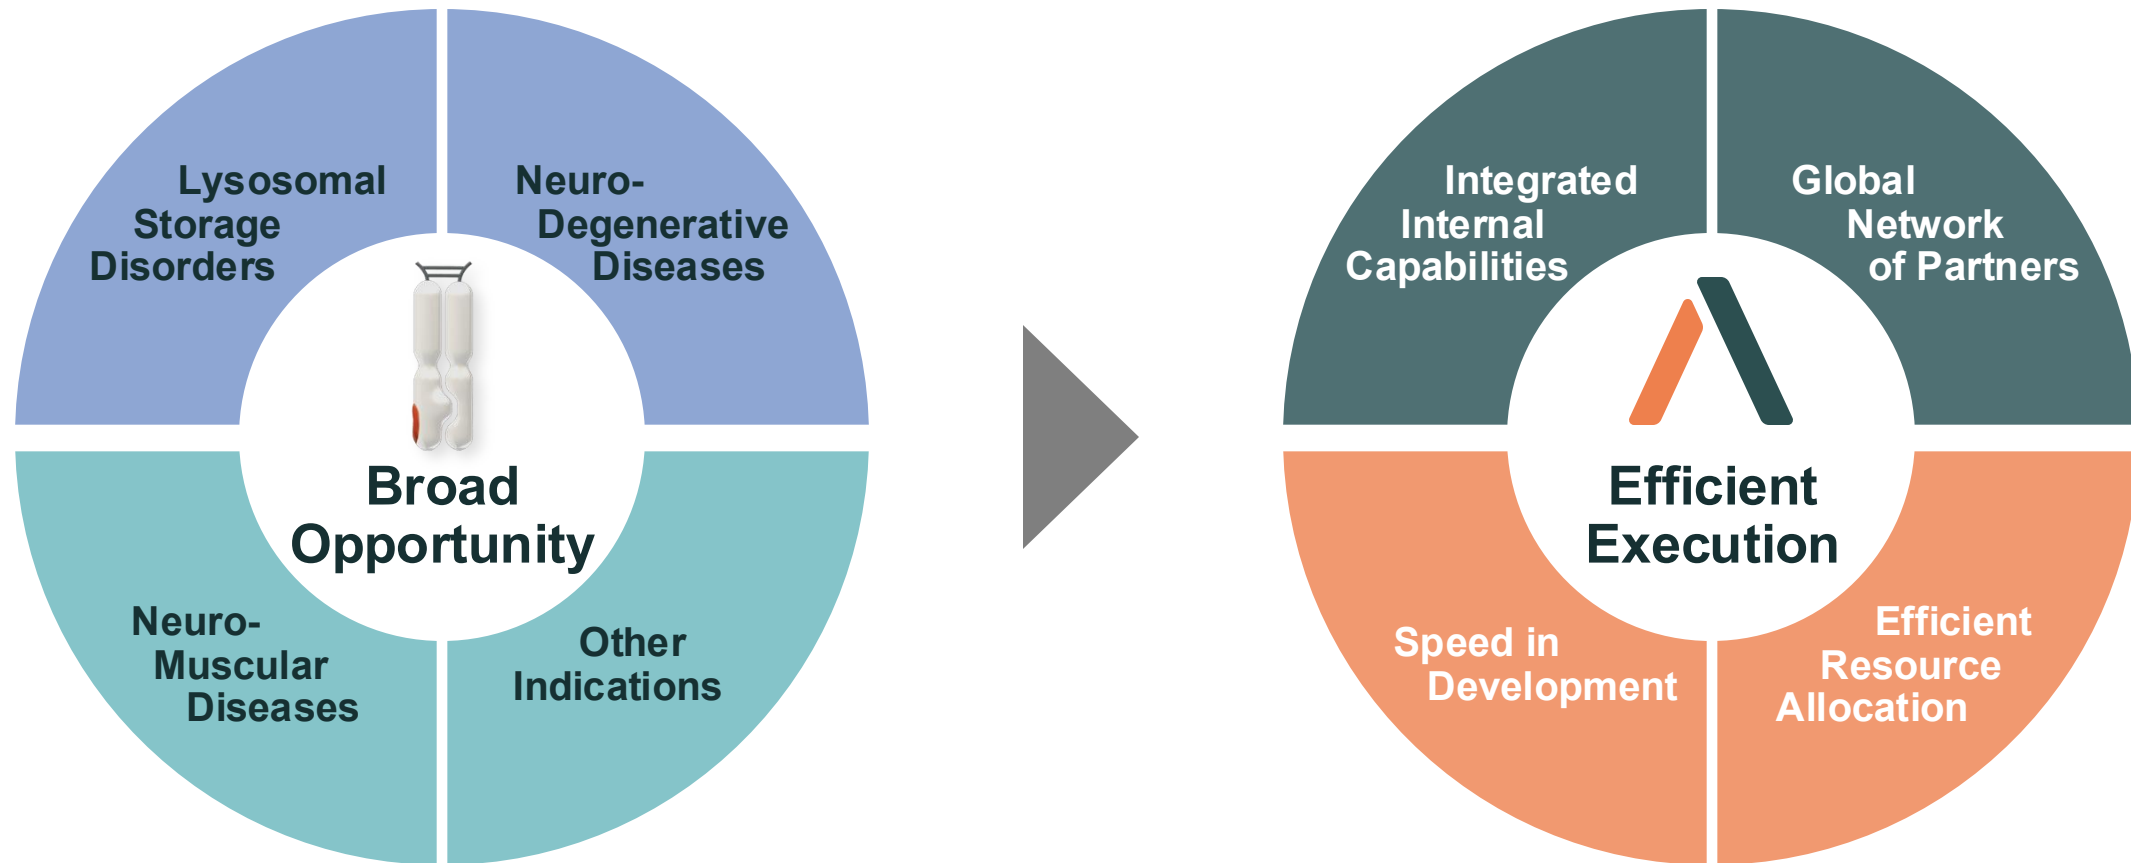 Lysosomal
Storage
Disorders
Neuro-
Degenerative
Diseases
Broad
Opportunity
Neuro-
Muscular
Diseases
Other
Indications
Integrated
Internal
Capabilities
Global
Network
of Partners
Efficient
Execution
Speed in
Development
Efficient
Resource
Allocation